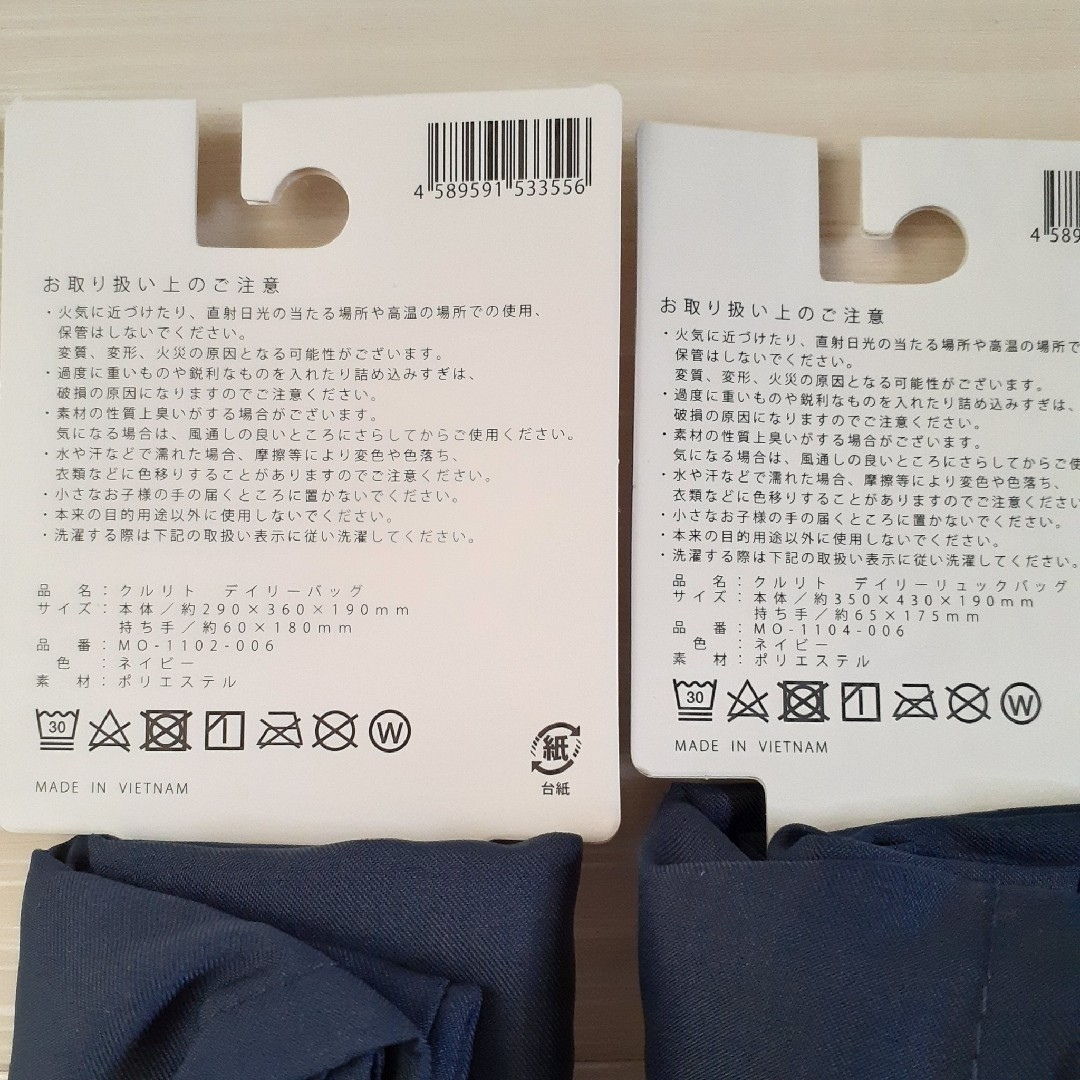 4 589591 533556
お取り扱い上のご注意
・火気に近づけたり、直射日光の当たる場所や高温の場所での使用、
保管はしないでください。
変質、変形、火災の原因となる可能性がございます。
・過度に重いものや鋭利なものを入れたり詰め込みすぎは、
破損の原因になりますのでご注意ください。
・素材の性質上臭いがする場合がございます。
気になる場合は、風通しの良いところにさらしてからご使用ください。
・水や汗などで濡れた場合、摩擦等により変色や色落ち、
衣類などに色移りすることがありますのでご注意ください。
・小さなお子様の手の届くところに置かないでください。
・本来の目的用途以外に使用しないでください。
・洗濯する際は下記の取扱い表示に従い洗濯してください。
品 名：クルリト デイリーバッグ
サイズ：本体／約290×360×190mm
持ち手／約60×180mm
品 番：MO-1102-006
色：ネイビー
素 材：ポリエステル
30 W
紙
台紙
MADE IN VIETNAM
4 589
お取り扱い上のご注意
・火気に近づけたり、直射日光の当たる場所や高温の場所で
保管はしないでください。
変質、変形、火災の原因となる可能性がございます。
・過度に重いものや鋭利なものを入れたり詰め込みすぎは、
破損の原因になりますのでご注意ください。
・素材の性質上臭いがする場合がございます。
気になる場合は、風通しの良いところにさらしてからご使
・水や汗などで濡れた場合、摩擦等により変色や色落ち、
衣類などに色移りすることがありますのでご注意ください
・小さなお子様の手の届くところに置かないでください。
・本来の目的用途以外に使用しないでください。
・洗濯する際は下記の取扱い表示に従い洗濯してください。
品 名：クルリト デイリーリュックバッグ
サイズ：本体／約350×430×190mm
持ち手／約65×175mm
品 番：MO-1104-006
色：ネイビー
素 材：ポリエステル
30 W
MADE IN VIETNAM